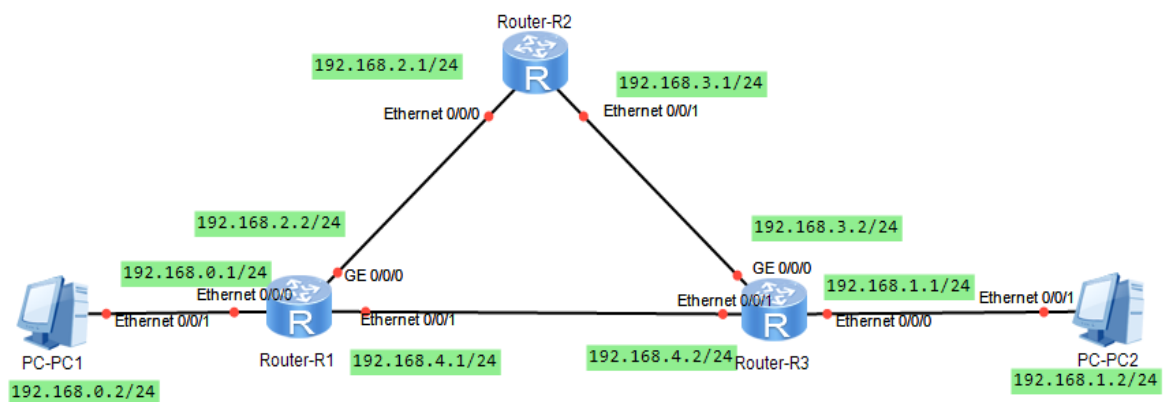 Router-R2
192.168.2.1/24
R
192.168.3.1/24
Ethernet 0/0/0
Ethernet 0/0/1
192.168.2.2/24
192.168.3.2/24
192.168.0.1/24
GE 0/0/0
GE 0/0/0
192.168.1.1/24
Ethernet 0/0/0
Ethernet 0/0/1
Ethernet 0/0/1
Ethernet 0/0/1
R
Ethernet 0/0/1
R
Ethernet 0/0/0
PC-PC1
Router-R1
192.168.4.1/24
192.168.4.2/24
Router-R3
PC-PC2
192.168.0.2/24
192.168.1.2/24